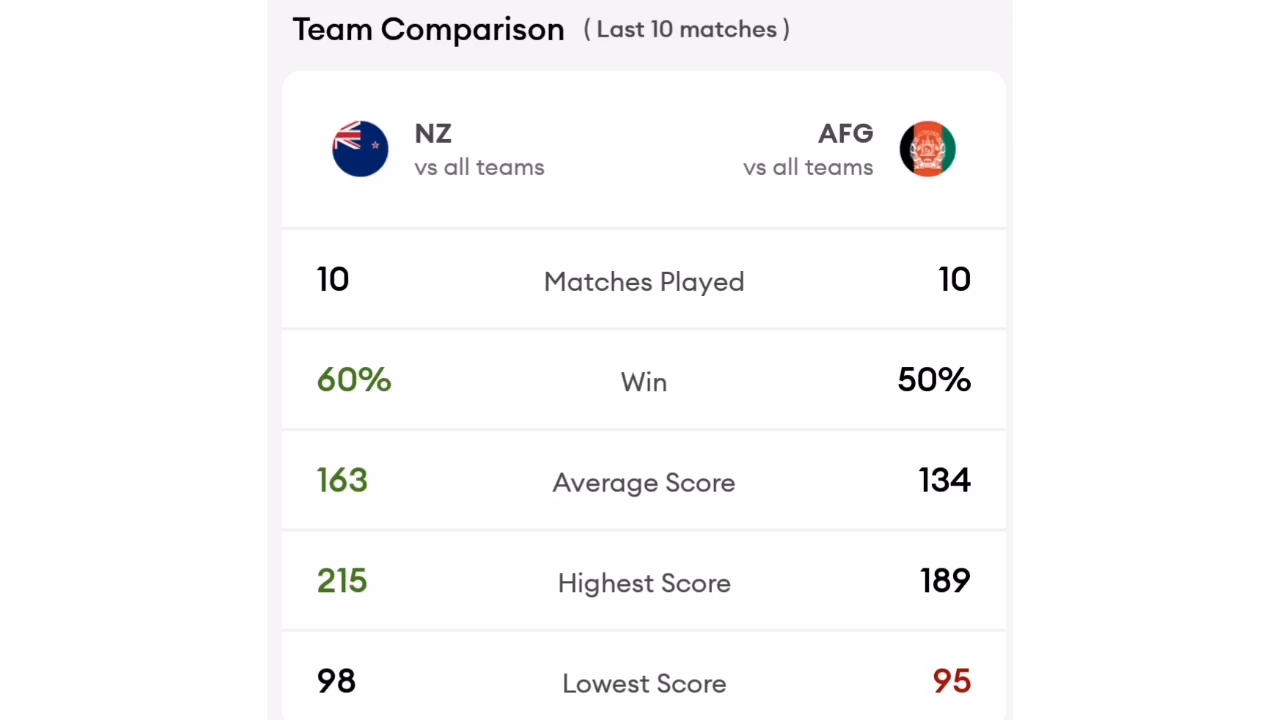 Team Comparison ( Last 10 matches )
NZ AFG
vs all teams vs all teams
10 Matches Played 10
60% Win 50%
163 Average Score 134
215 Highest Score 189
98 Lowest Score 95